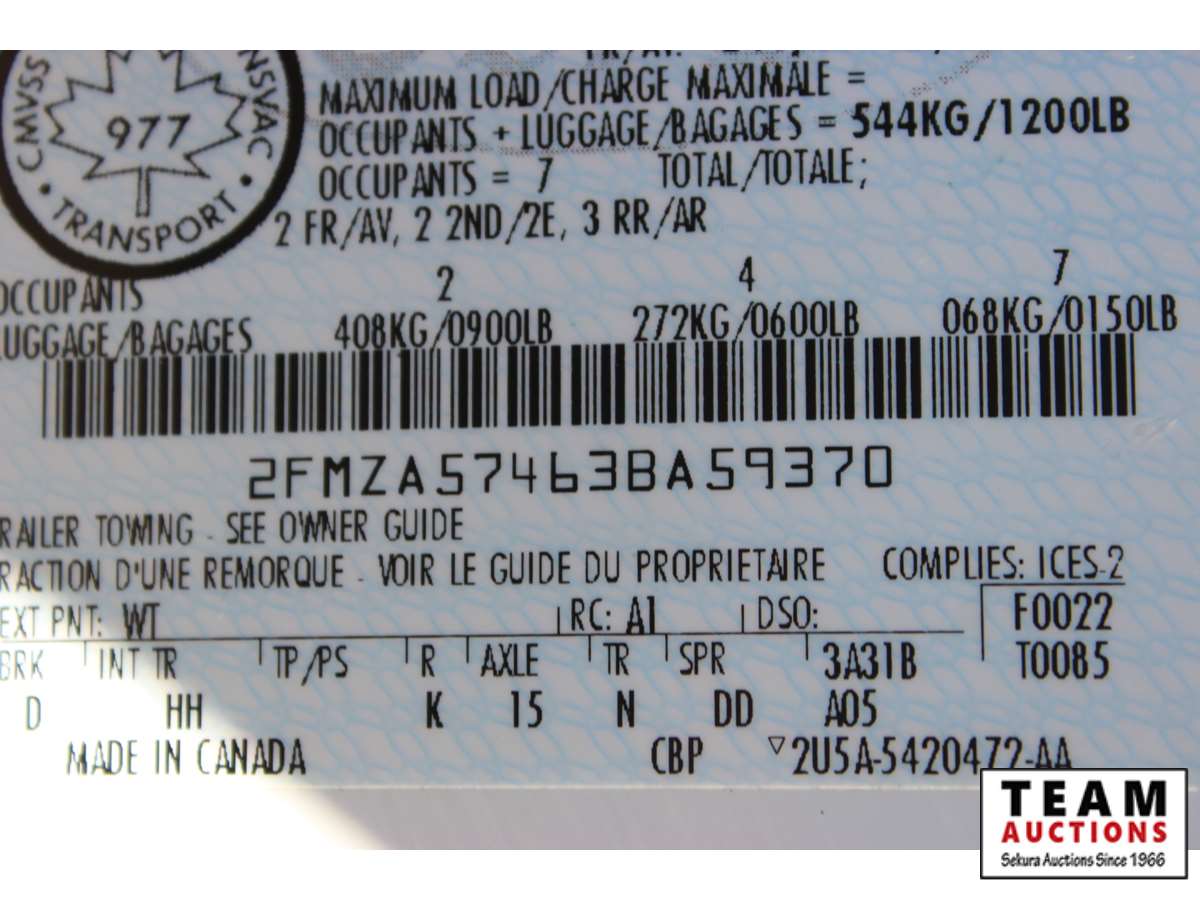 CMVSS
NSVAC
977
TRANSPORT
FR/AV:
MAXIMUM LOAD/CHARGE MAXIMALE =
OCCUPANTS + LUGGAGE/BAGAGES = 544KG/1200LB
OCCUPANTS = 7 TOTAL/TOTALE;
2 FR/AV, 2 2ND/2E, 3 RR/AR
OCCUPANTS 2 4 7
LUGGAGE/BAGAGES 408KG/0900LB 272KG/0600LB 068KG/0150LB
2FMZA57463BA59370
RAILER TOWING - SEE OWNER GUIDE
RACTION D'UNE REMORQUE - VOIR LE GUIDE DU PROPRIETAIRE COMPLIES: ICES-2
EXT PNT: WT RC: A1 DSO: F0022
BRK INT TR TP/PS R AXLE TR SPR 3A31B T0085
D HH K 15 N DD A05
MADE IN CANADA CBP ▽2U5A-5420472-AA
TEAM
AUCTIONS
Sekura Auctions Since 1966